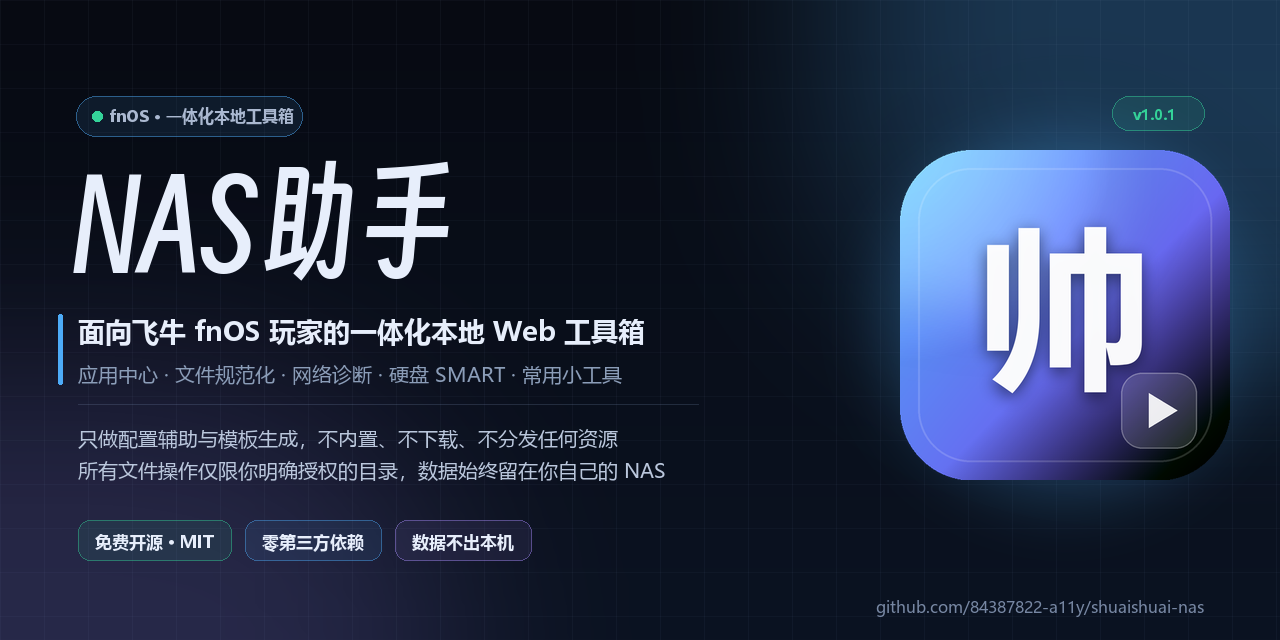 fnOS • 一体化本地工具箱
v1.0.1
NAS助手
帅
面向飞牛 fnOS 玩家的一体化本地 Web 工具箱
应用中心 · 文件规范化 · 网络诊断 · 硬盘 SMART · 常用小工具
只做配置辅助与模板生成，不内置、不下载、不分发任何资源
所有文件操作仅限你明确授权的目录，数据始终留在你自己的 NAS
免费开源 • MIT
零第三方依赖
数据不出本机
github.com/84387822-a11y/shuaishuai-nas